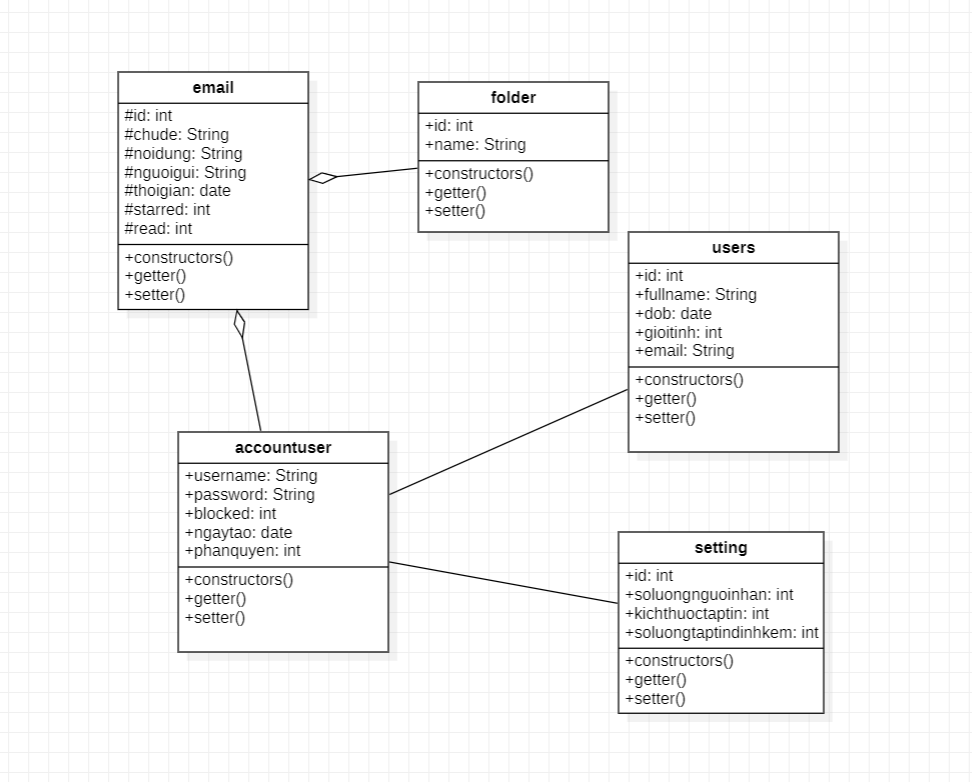 email
#id: int
#chude: String
#noidung: String
#nguoigui: String
#thoigian: date
#starred: int
#read: int
+constructors()
+getter()
+setter()
folder
+id: int
+name: String
+constructors()
+getter()
+setter()
users
+id: int
+fullname: String
+dob: date
+gioitinh: int
+email: String
+constructors()
+getter()
+setter()
accountuser
+username: String
+password: String
+blocked: int
+ngaytao: date
+phanquyen: int
+constructors()
+getter()
+setter()
setting
+id: int
+soluongnguoinhan: int
+kichthuoctaptin: int
+soluongtaptindinhkem: int
+constructors()
+getter()
+setter()